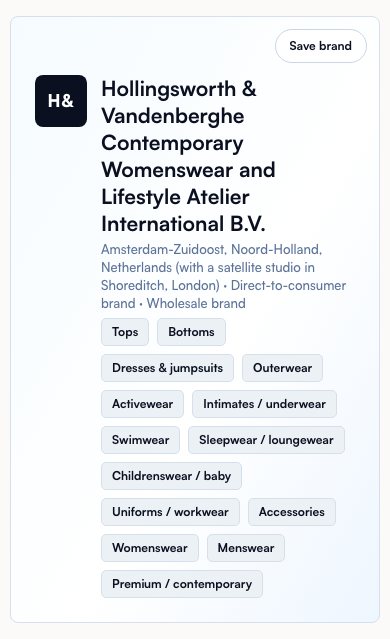 Save brand
H&
Hollingsworth &
Vandenberghe
Contemporary
Womenswear and
Lifestyle Atelier
International B.V.
Amsterdam-Zuidoost, Noord-Holland,
Netherlands (with a satellite studio in
Shoreditch, London) · Direct-to-consumer
brand · Wholesale brand
Tops Bottoms
Dresses & jumpsuits Outerwear
Activewear Intimates / underwear
Swimwear Sleepwear / loungewear
Childrenswear / baby
Uniforms / workwear Accessories
Womenswear Menswear
Premium / contemporary